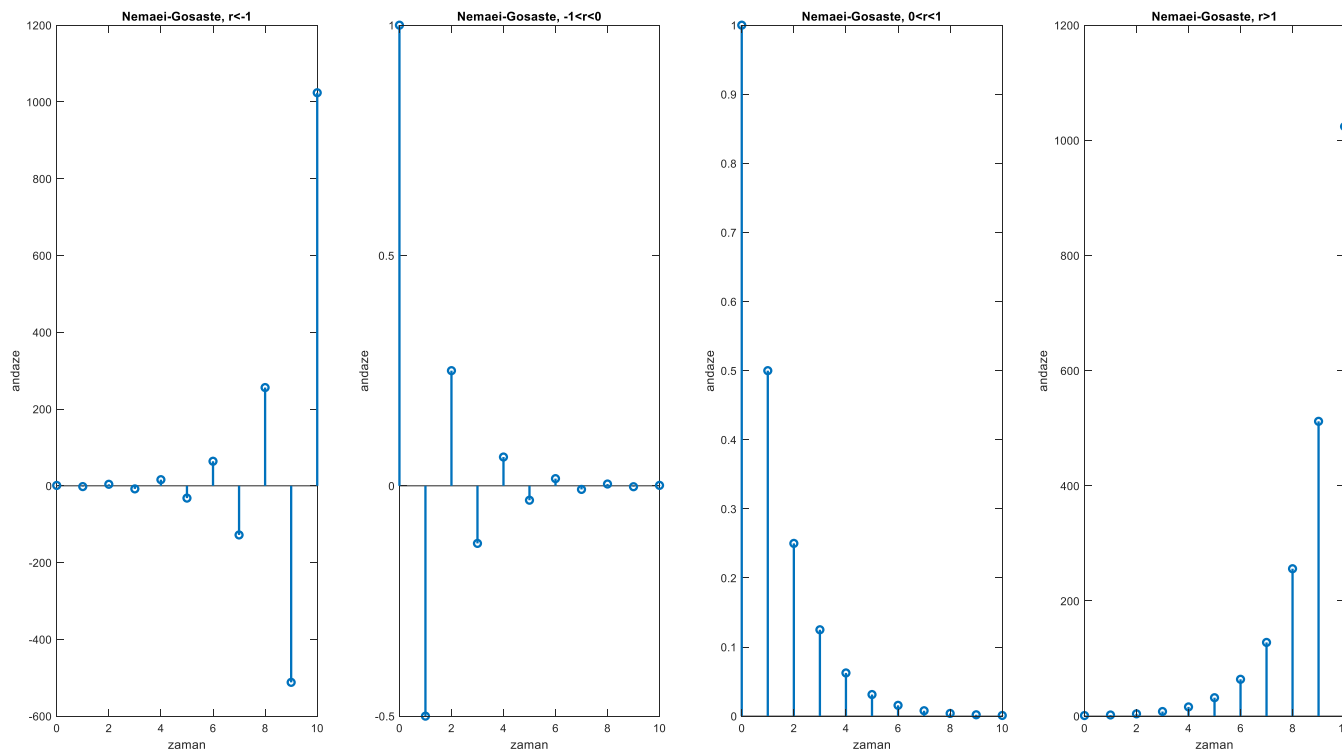 Nemaei-Gosaste, r<-1
1200
1000
800
600
400
200
0
-200
-400
-600
0 2 4 6 8 10
zaman
andaze
Nemaei-Gosaste, -1<r<0
1
0.5
0
-0.5
0 2 4 6 8 10
zaman
andaze
Nemaei-Gosaste, 0<r<1
1
0.9
0.8
0.7
0.6
0.5
0.4
0.3
0.2
0.1
0
0 2 4 6 8 10
zaman
andaze
Nemaei-Gosaste, r>1
1200
1000
800
600
400
200
0
0 2 4 6 8
zaman
andaze